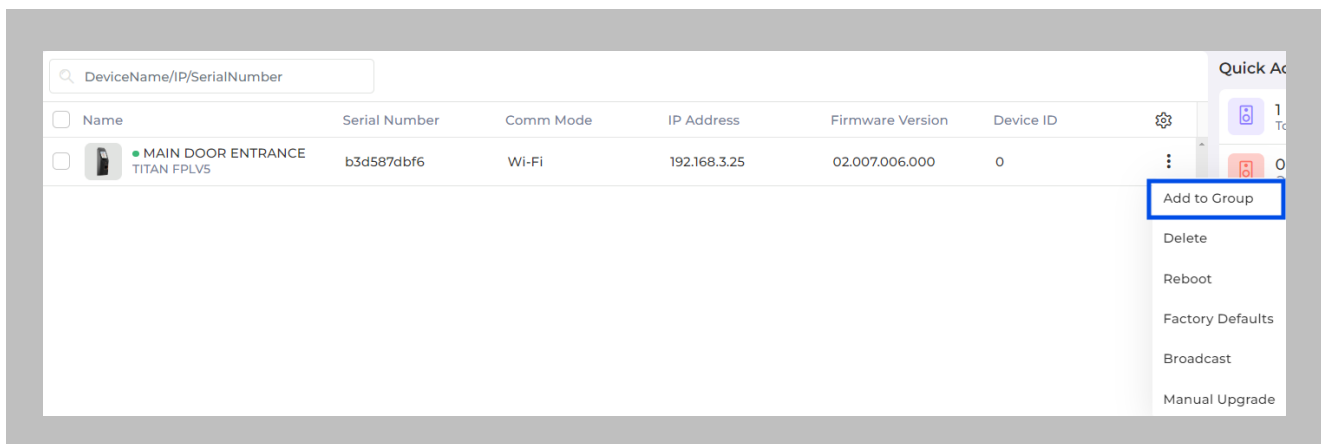 DeviceName/IP/SerialNumber
Quick Ac
Name Serial Number Comm Mode IP Address Firmware Version Device ID
1
To
MAIN DOOR ENTRANCE b3d587dbf6 Wi-Fi 192.168.3.25 02.007.006.000 0
TITAN FPLV5
0
Add to Group
Delete
Reboot
Factory Defaults
Broadcast
Manual Upgrade